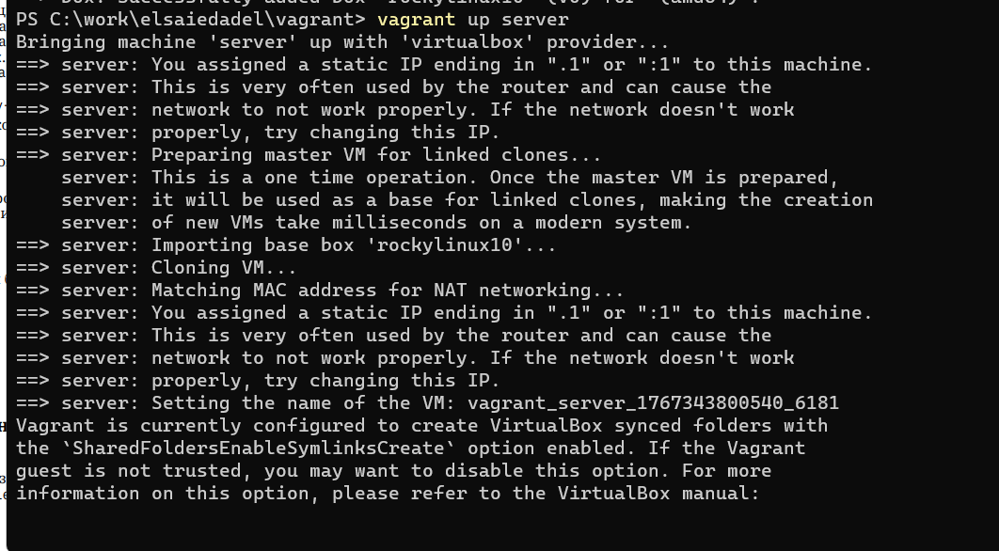 PS C:\work\elsaiedadel\vagrant> vagrant up server
Bringing machine 'server' up with 'virtualbox' provider...
==> server: You assigned a static IP ending in ".1" or ":1" to this machine.
==> server: This is very often used by the router and can cause the
==> server: network to not work properly. If the network doesn't work
==> server: properly, try changing this IP.
==> server: Preparing master VM for linked clones...
    server: This is a one time operation. Once the master VM is prepared,
    server: it will be used as a base for linked clones, making the creation
    server: of new VMs take milliseconds on a modern system.
==> server: Importing base box 'rockylinux10'...
==> server: Cloning VM...
==> server: Matching MAC address for NAT networking...
==> server: You assigned a static IP ending in ".1" or ":1" to this machine.
==> server: This is very often used by the router and can cause the
==> server: network to not work properly. If the network doesn't work
==> server: properly, try changing this IP.
==> server: Setting the name of the VM: vagrant_server_1767343800540_6181
Vagrant is currently configured to create VirtualBox synced folders with
the `SharedFoldersEnableSymlinksCreate` option enabled. If the Vagrant
guest is not trusted, you may want to disable this option. For more
information on this option, please refer to the VirtualBox manual: